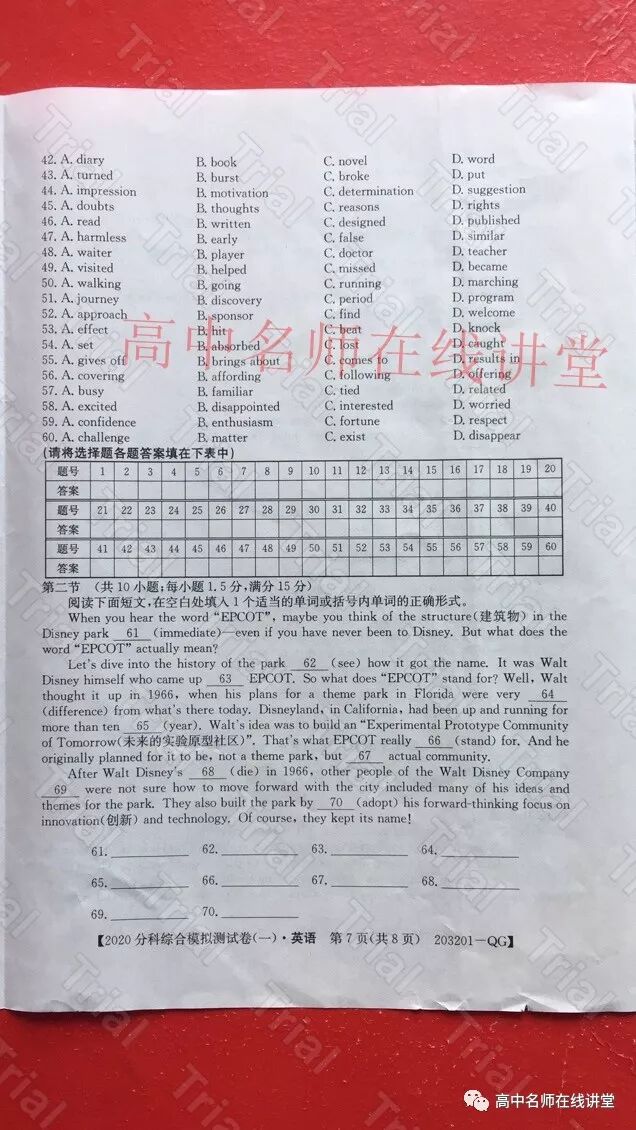 42. A. diary B. book C. novel D. word
43. A. turned B. burst C. broke D. put
44. A. impression B. motivation C. determination D. suggestion
45. A. doubts B. thoughts C. reasons D. rights
46. A. read B. written C. designed D. published
47. A. harmless B. early C. false D. similar
48. A. waiter B. player C. doctor D. teacher
49. A. visited B. helped C. missed D. became
50. A. walking B. going C. running D. marching
51. A. journey B. discovery C. period D. program
52. A. approach B. sponsor C. find D. welcome
53. A. effect B. hit C. beat D. knock
54. A. set B. absorbed C. lost D. caught
55. A. gives off B. brings about C. comes to D. results in
56. A. covering B. affording C. following D. offering
57. A. busy B. familiar C. tied D. related
58. A. excited B. disappointed C. interested D. worried
59. A. confidence B. enthusiasm C. fortune D. respect
60. A. challenge B. matter C. exist D. disappear
高中名师在线讲堂
(请将选择题各题答案填在下表中)
题号 1 2 3 4 5 6 7 8 9 10 11 12 13 14 15 16 17 18 19 20
答案
题号 21 22 23 24 25 26 27 28 29 30 31 32 33 34 35 36 37 38 39 40
答案
题号 41 42 43 44 45 46 47 48 49 50 51 52 53 54 55 56 57 58 59 60
答案
第二节 (共10小题;每小题1.5分,满分15分)
阅读下面短文,在空白处填入1个适当的单词或括号内单词的正确形式。
When you hear the word “EPCOT”, maybe you think of the structure(建筑物) in the
Disney park 61 (immediate)—even if you have never been to Disney. But what does the
word “EPCOT” actually mean?
Let's dive into the history of the park 62 (see) how it got the name. It was Walt
Disney himself who came up 63 EPCOT. So what does “EPCOT” stand for? Well, Walt
thought it up in 1966, when his plans for a theme park in Florida were very 64
(difference) from what's there today. Disneyland, in California, had been up and running for
more than ten 65 (year). Walt's idea was to build an “Experimental Prototype Community
of Tomorrow(未来的实验原型社区)”. That's what EPCOT really 66 (stand) for. And he
originally planned for it to be, not a theme park, but 67 actual community.
After Walt Disney's 68 (die) in 1966, other people of the Walt Disney Company
69 were not sure how to move forward with the city included many of his ideas and
themes for the park. They also built the park by 70 (adopt) his forward-thinking focus on
innovation(创新) and technology. Of course, they kept its name!
61. 62. 63. 64.
65. 66. 67. 68.
69. 70.
【2020分科综合模拟测试卷(一)·英语 第7页(共8页) 203201-QG】
高中名师在线讲堂
Trial